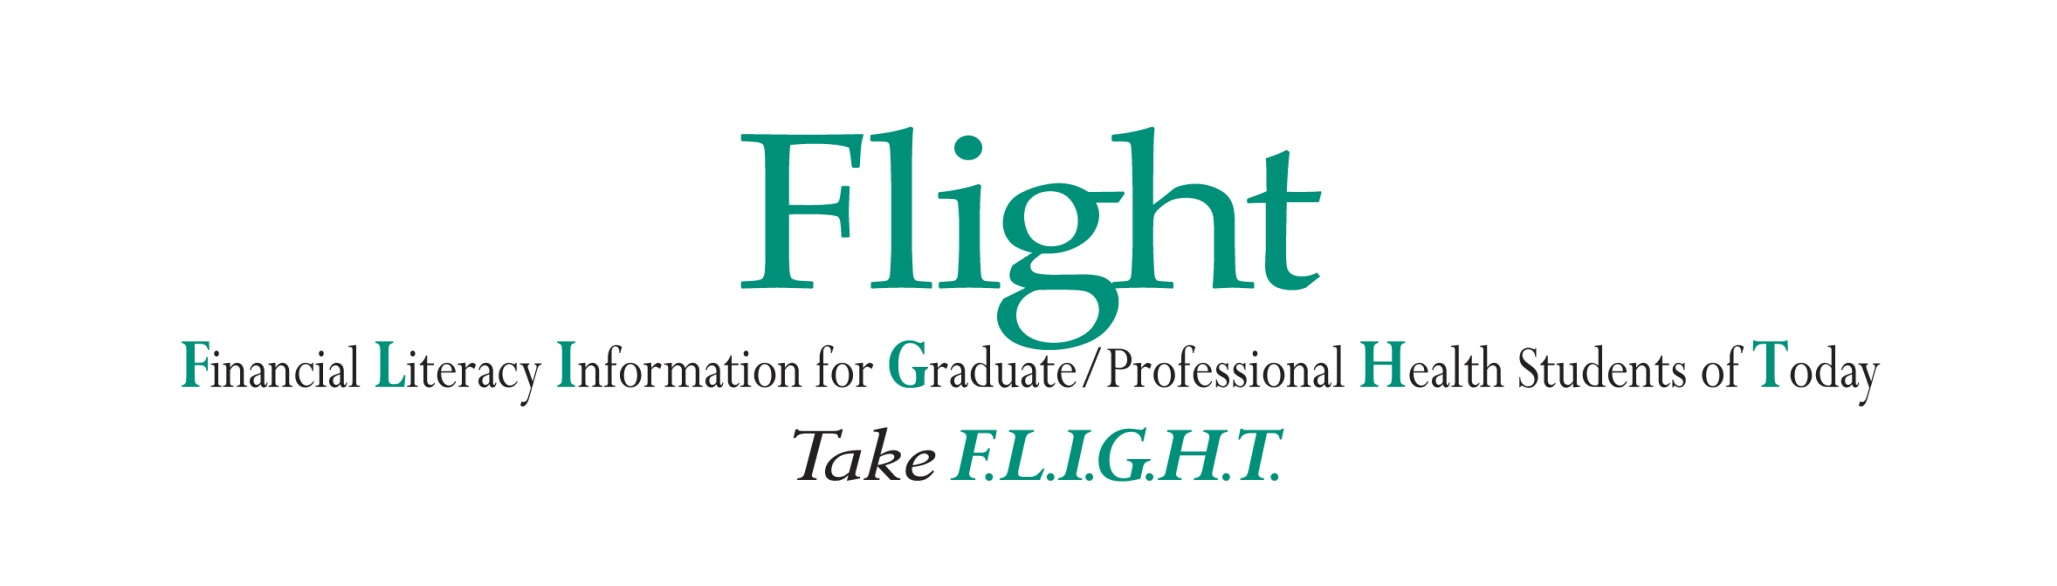 Flight
Financial Literacy Information for Graduate/Professional Health Students of Today
Take F.L.I.G.H.T.